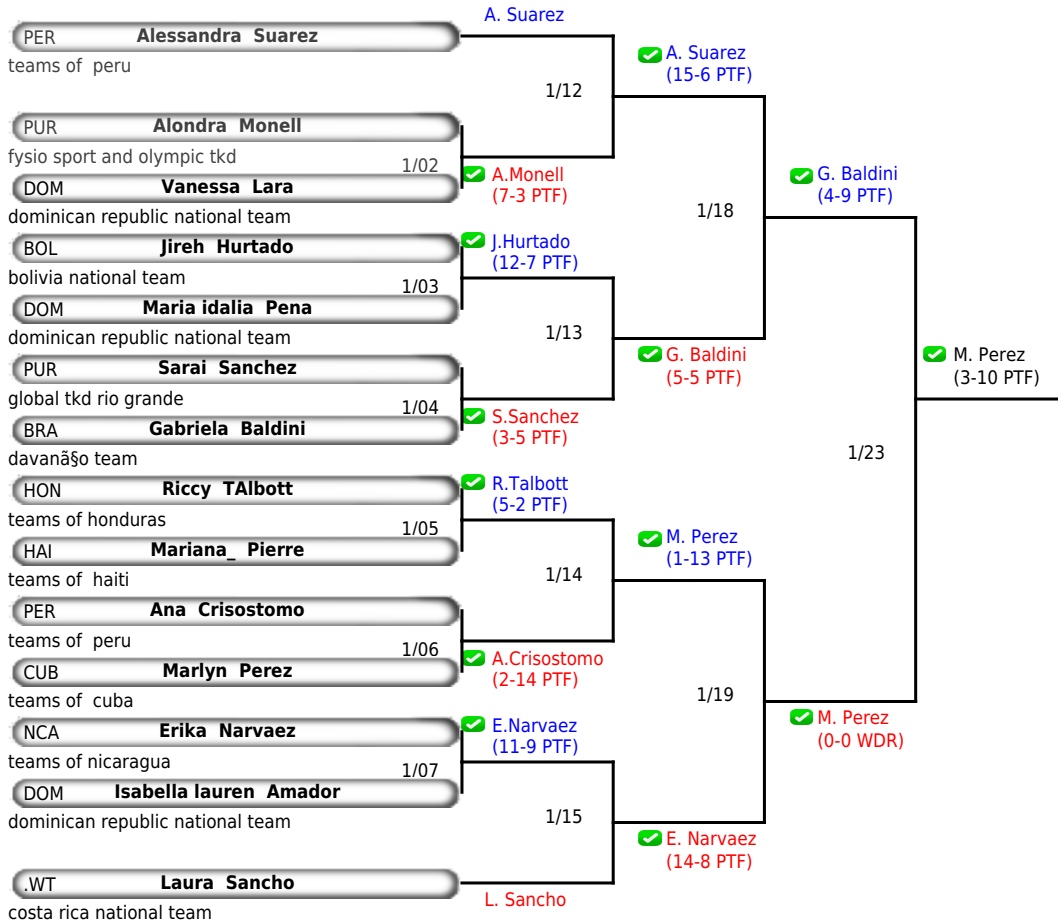 A. Suarez
PER Alessandra Suarez
teams of peru
A. Suarez
(15-6 PTF)
1/12
PUR Alondra Monell
fysio sport and olympic tkd
1/02
A.Monell
(7-3 PTF)
DOM Vanessa Lara
dominican republic national team
G. Baldini
(4-9 PTF)
1/18
BOL Jireh Hurtado
bolivia national team
J.Hurtado
(12-7 PTF)
1/03
DOM Maria idalia Pena
dominican republic national team
1/13
G. Baldini
(5-5 PTF)
PUR Sarai Sanchez
global tkd rio grande
1/04
S.Sanchez
(3-5 PTF)
BRA Gabriela Baldini
davanã§o team
M. Perez
(3-10 PTF)
1/23
HON Riccy TAlbott
teams of honduras
R.Talbott
(5-2 PTF)
1/05
HAI Mariana_ Pierre
teams of haiti
M. Perez
(1-13 PTF)
1/14
PER Ana Crisostomo
teams of peru
1/06
A.Crisostomo
(2-14 PTF)
CUB Marlyn Perez
teams of cuba
1/19
M. Perez
(0-0 WDR)
NCA Erika Narvaez
teams of nicaragua
E.Narvaez
(11-9 PTF)
1/07
DOM Isabella lauren Amador
dominican republic national team
1/15
E. Narvaez
(14-8 PTF)
.WT Laura Sancho
costa rica national team
L. Sancho